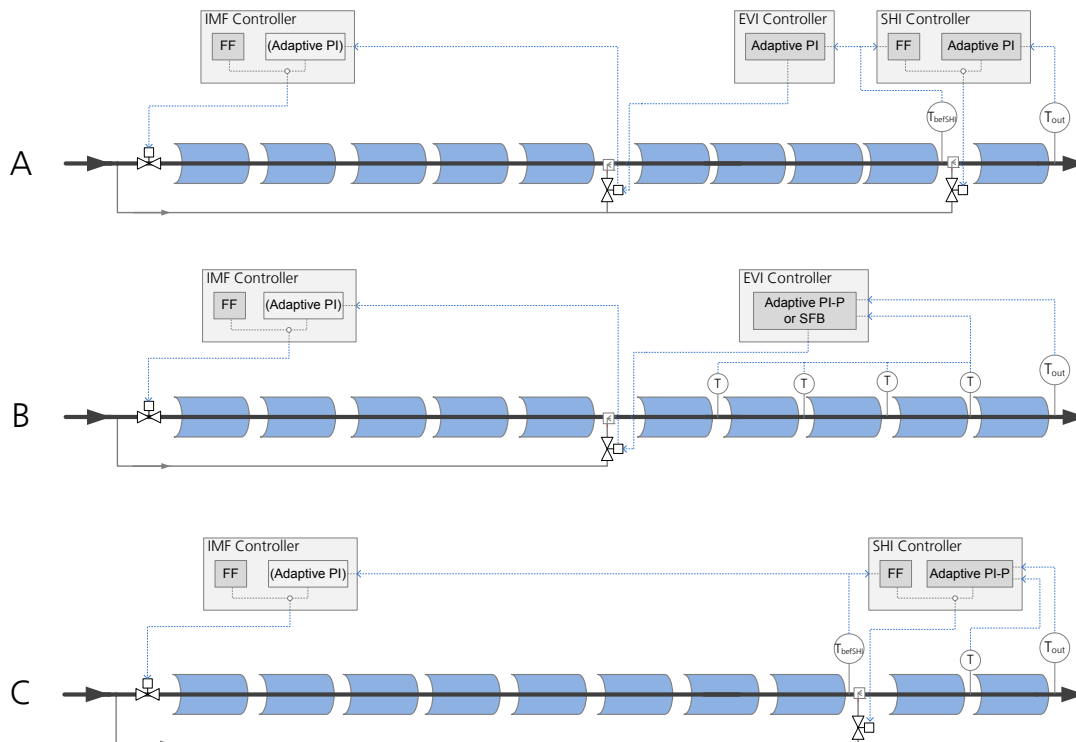 IMF Controller
FF
(Adaptive PI)
EVI Controller
Adaptive PI
SHI Controller
FF
Adaptive PI
TbefSHI
Tout
A
IMF Controller
FF
(Adaptive PI)
EVI Controller
Adaptive PI-P
or SFB
T
T
T
T
Tout
B
IMF Controller
FF
(Adaptive PI)
SHI Controller
FF
Adaptive PI-P
TbefSHI
T
Tout
C